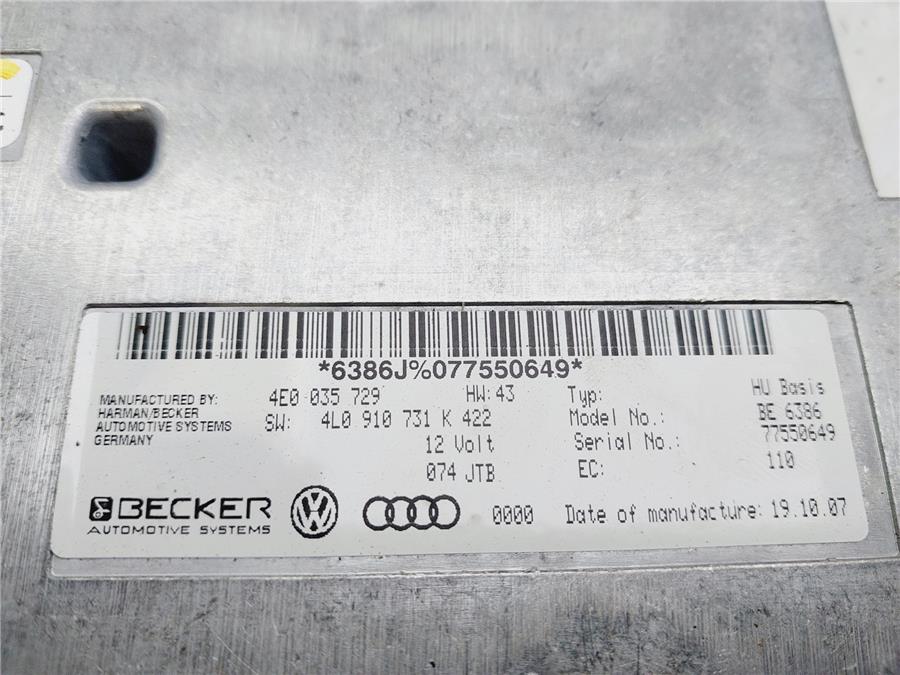 *6386J%077550649*
MANUFACTURED BY:
HARMAN/BECKER
AUTOMOTIVE SYSTEMS
GERMANY
4E0 035 729 HW:43
SW: 4L0 910 731 K 422
12 Volt
074 JTB
Typ: HU Basis
Model No.: BE 6386
Serial No.: 77550649
EC: 110
BECKER
AUTOMOTIVE SYSTEMS
0000 Date of manufacture: 19.10.07